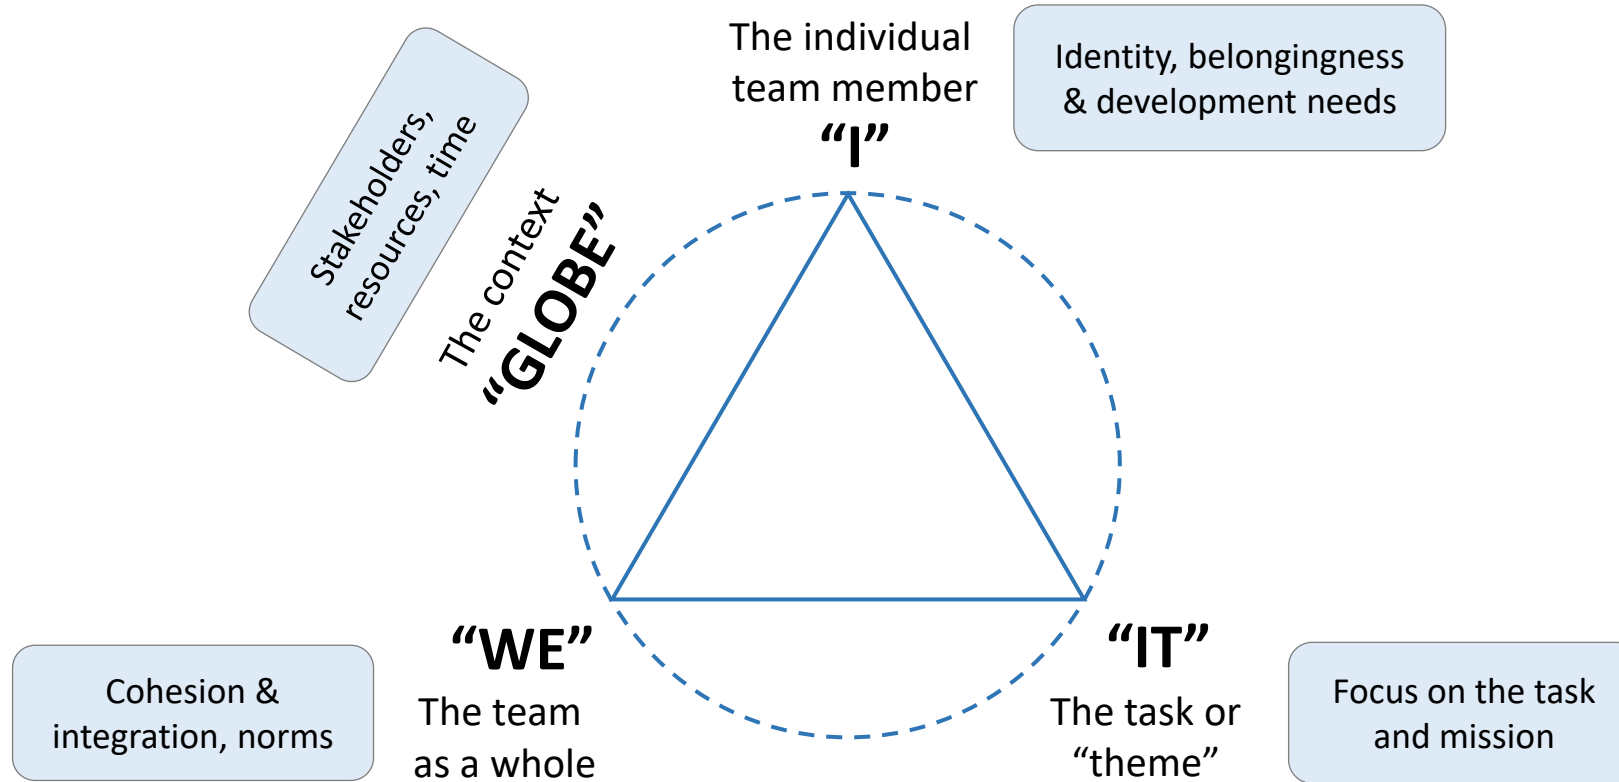 The individual
team member
“I”
Identity, belongingness
& development needs
Stakeholders,
resources, time
The context
“GLOBE”
“WE”
The team
as a whole
Cohesion &
integration, norms
“IT”
The task or
“theme”
Focus on the task
and mission